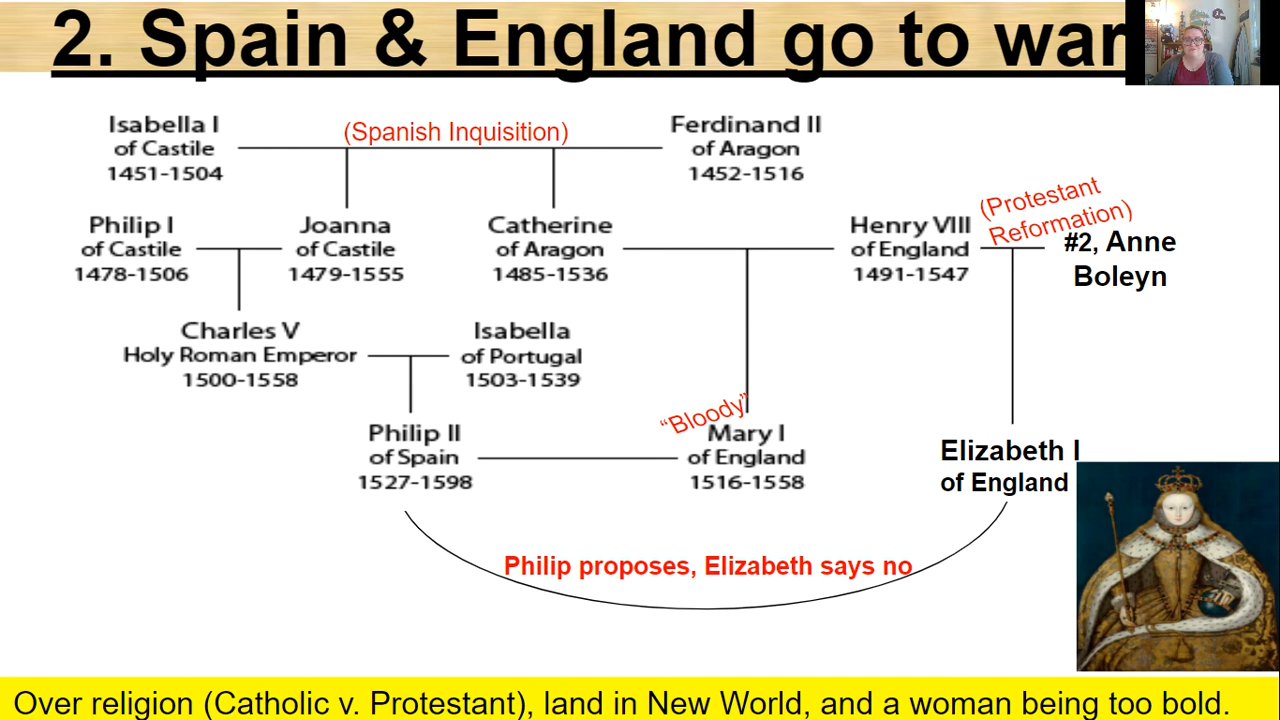 2. Spain & England go to war
Isabella I
of Castile
1451-1504
(Spanish Inquisition)
Ferdinand II
of Aragon
1452-1516
Philip I
of Castile
1478-1506
Joanna
of Castile
1479-1555
Catherine
of Aragon
1485-1536
Henry VIII
of England
1491-1547
(Protestant
Reformation)
#2, Anne
Boleyn
Charles V
Holy Roman Emperor
1500-1558
Isabella
of Portugal
1503-1539
Philip II
of Spain
1527-1598
“Bloody”
Mary I
of England
1516-1558
Elizabeth I
of England
Philip proposes, Elizabeth says no
Over religion (Catholic v. Protestant), land in New World, and a woman being too bold.